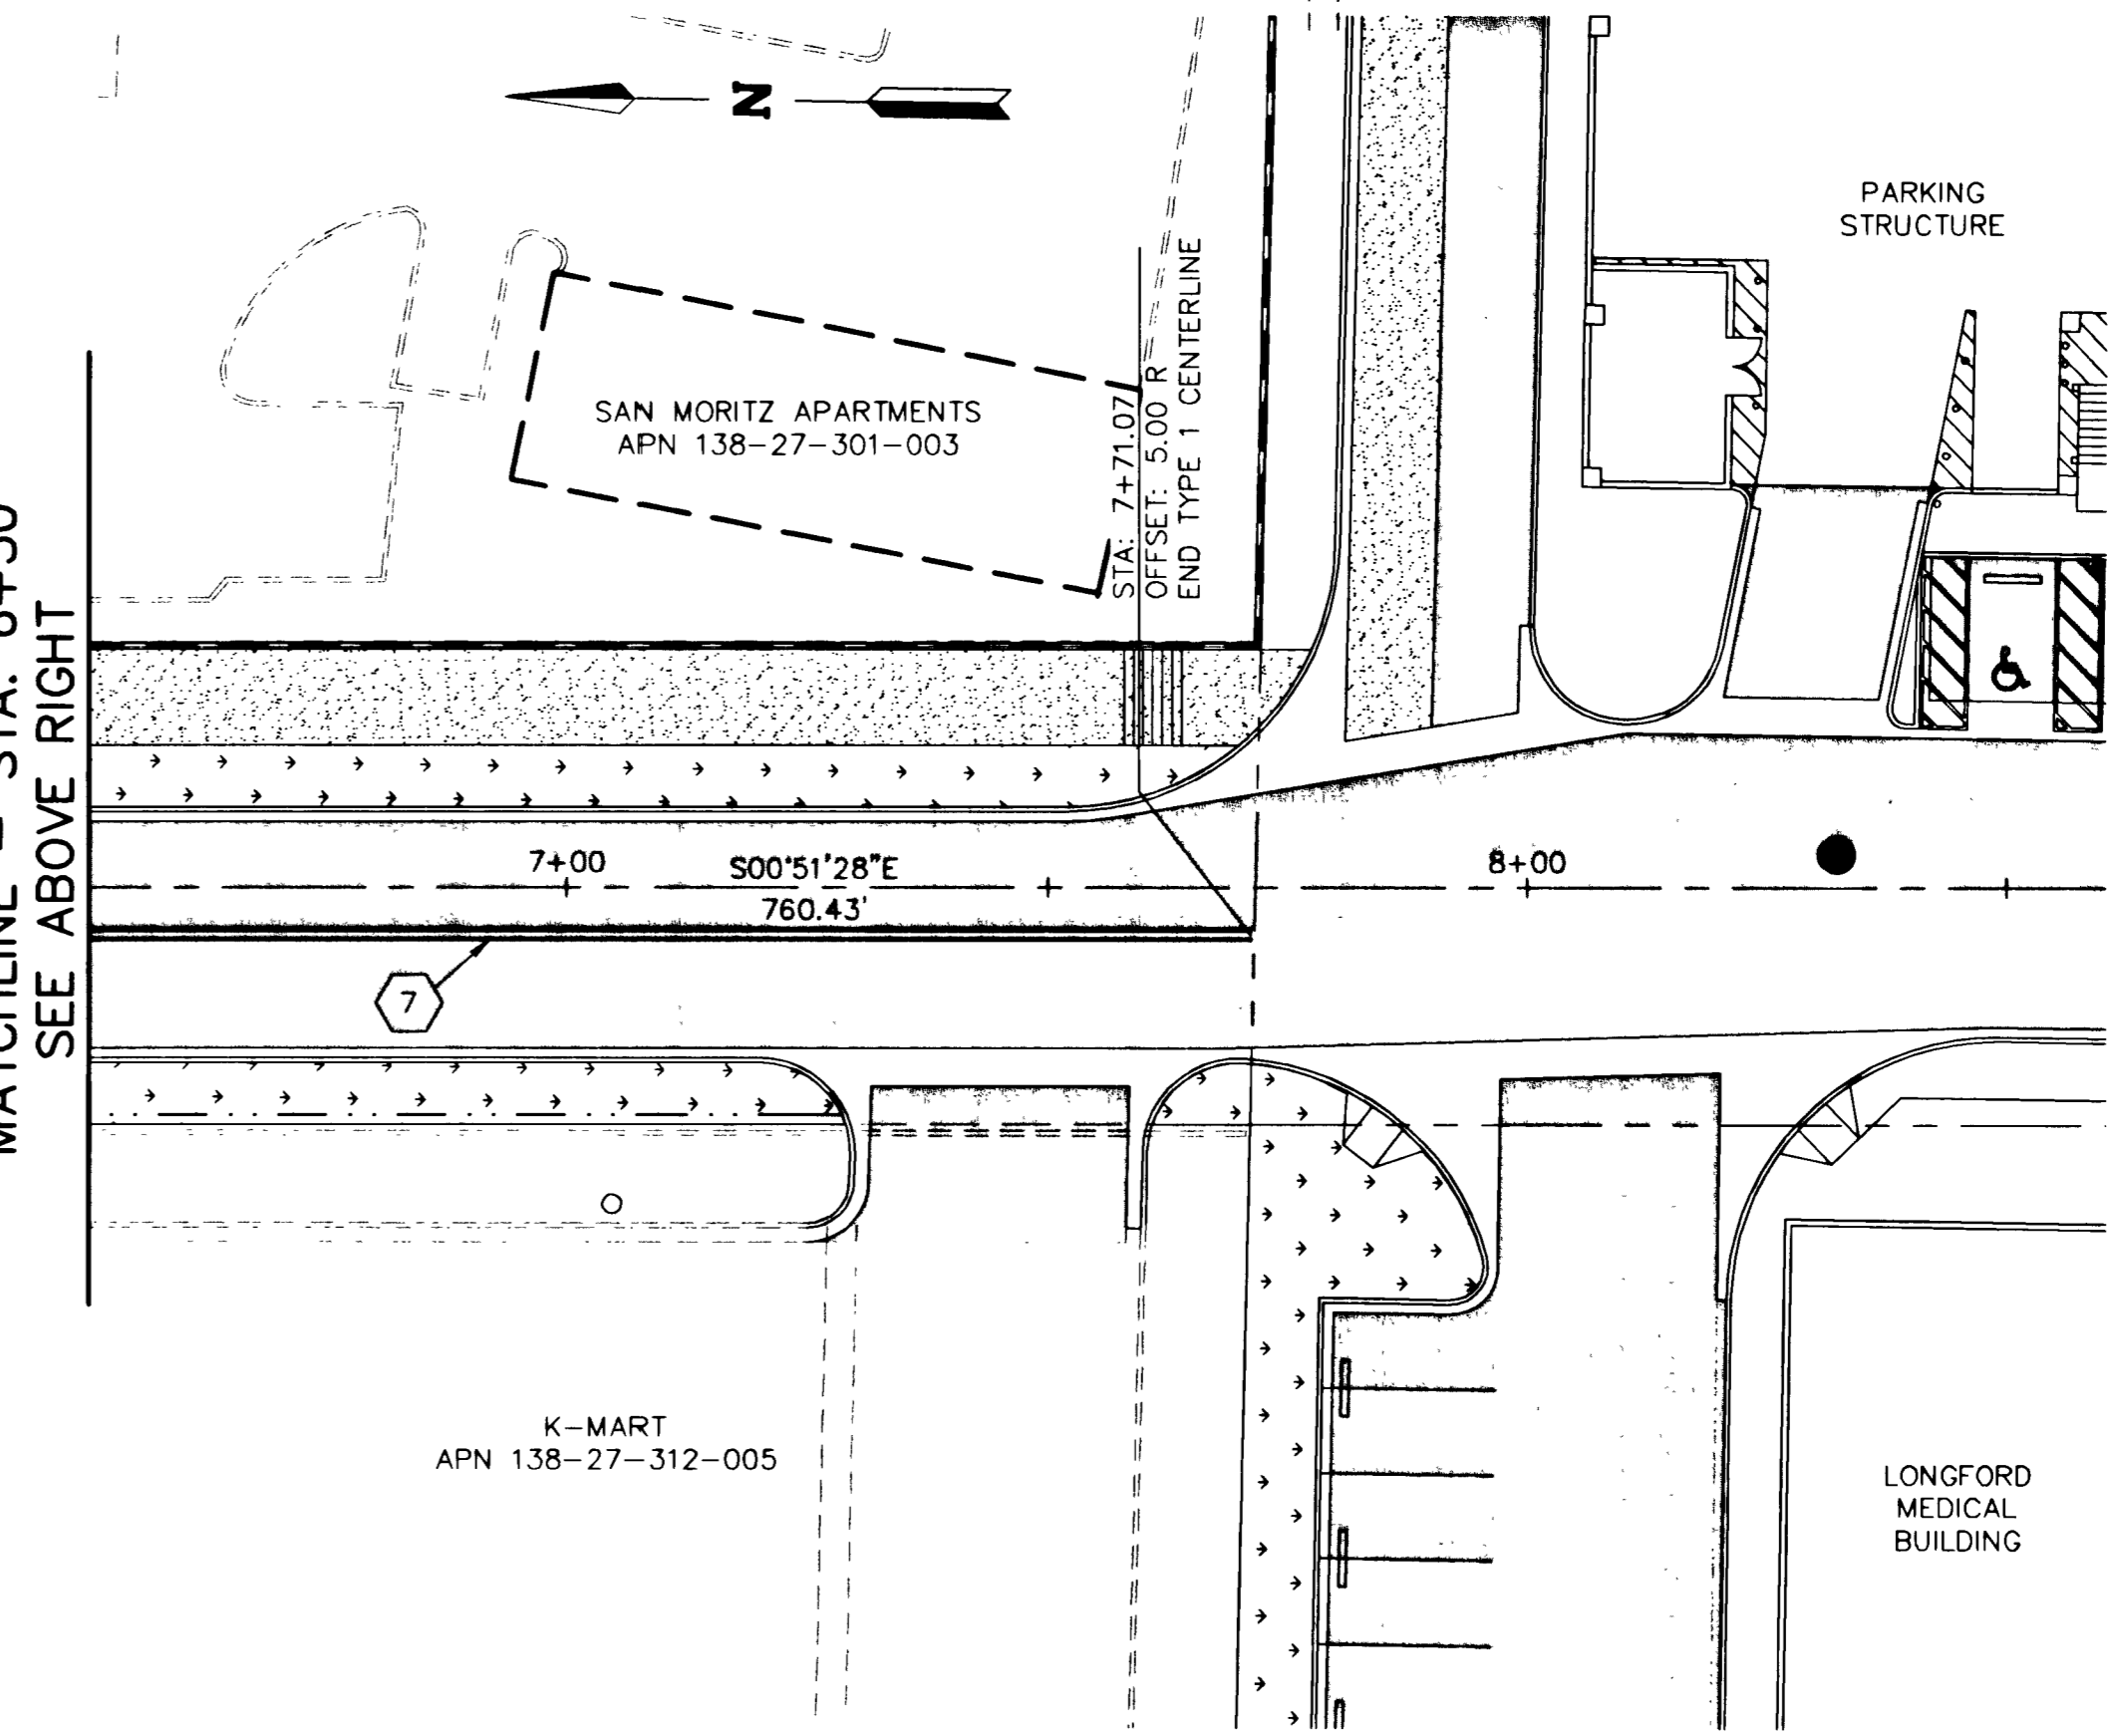 N
PARKING
STRUCTURE
SAN MORITZ APARTMENTS
APN 138-27-301-003
STA: 7+71.07
OFFSET: 5.00 R
END TYPE 1 CENTERLINE
SEE ABOVE RIGHT
7+00
S00°51'28"E
760.43'
8+00
7
K-MART
APN 138-27-312-005
LONGFORD
MEDICAL
BUILDING